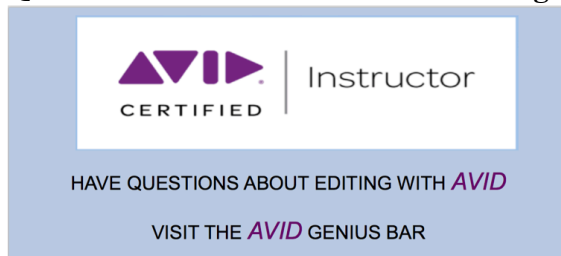 AVID
CERTIFIED
Instructor
HAVE QUESTIONS ABOUT EDITING WITH AVID
VISIT THE AVID GENIUS BAR